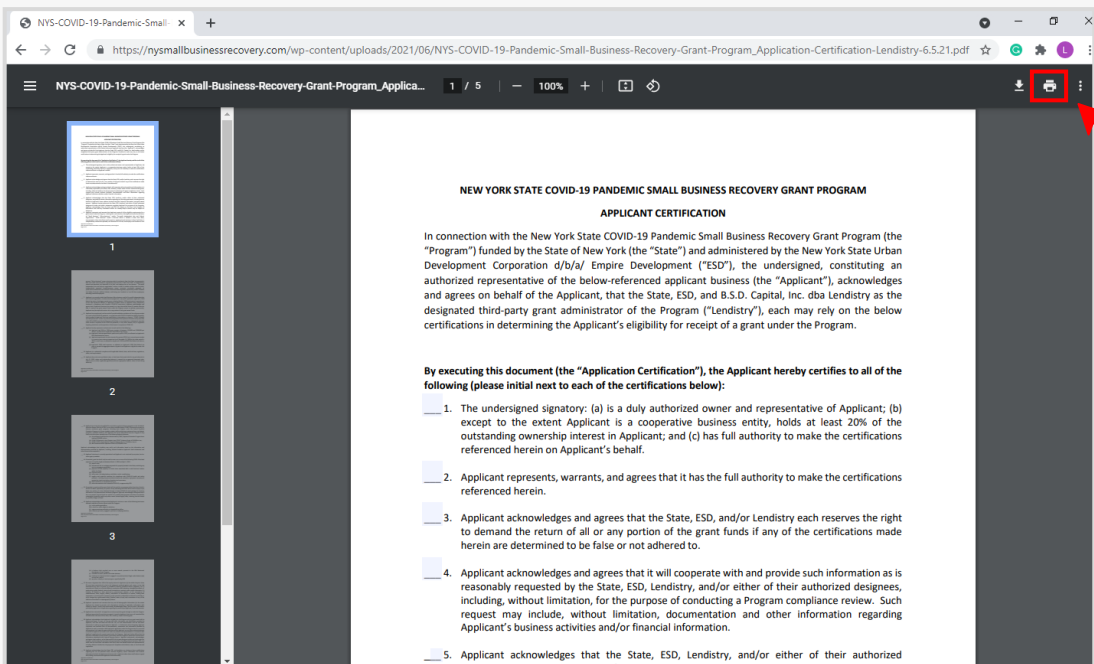 NYS-COVID-19-Pandemic-Small-
https://nysmallbusinessrecovery.com/wp-content/uploads/2021/06/NYS-COVID-19-Pandemic-Small-Business-Recovery-Grant-Program_Application-Certification-Lendistry-6.5.21.pdf
L
NYS-COVID-19-Pandemic-Small-Business-Recovery-Grant-Program_Applica... 1 / 5 100%
1
2
3
NEW YORK STATE COVID-19 PANDEMIC SMALL BUSINESS RECOVERY GRANT PROGRAM
APPLICANT CERTIFICATION
In connection with the New York State COVID-19 Pandemic Small Business Recovery Grant Program (the
“Program”) funded by the State of New York (the “State”) and administered by the New York State Urban
Development Corporation d/b/a/ Empire Development (“ESD”), the undersigned, constituting an
authorized representative of the below-referenced applicant business (the “Applicant”), acknowledges
and agrees on behalf of the Applicant, that the State, ESD, and B.S.D. Capital, Inc. dba Lendistry as the
designated third-party grant administrator of the Program (“Lendistry”), each may rely on the below
certifications in determining the Applicant’s eligibility for receipt of a grant under the Program.
By executing this document (the “Application Certification”), the Applicant hereby certifies to all of the
following (please initial next to each of the certifications below):
___1. The undersigned signatory: (a) is a duly authorized owner and representative of Applicant; (b)
except to the extent Applicant is a cooperative business entity, holds at least 20% of the
outstanding ownership interest in Applicant; and (c) has full authority to make the certifications
referenced herein on Applicant’s behalf.
___2. Applicant represents, warrants, and agrees that it has the full authority to make the certifications
referenced herein.
___3. Applicant acknowledges and agrees that the State, ESD, and/or Lendistry each reserves the right
to demand the return of all or any portion of the grant funds if any of the certifications made
herein are determined to be false or not adhered to.
___4. Applicant acknowledges and agrees that it will cooperate with and provide such information as is
reasonably requested by the State, ESD, Lendistry, and/or either of their authorized designees,
including, without limitation, for the purpose of conducting a Program compliance review. Such
request may include, without limitation, documentation and other information regarding
Applicant’s business activities and/or financial information.
___5. Applicant acknowledges that the State, ESD, Lendistry, and/or either of their authorized